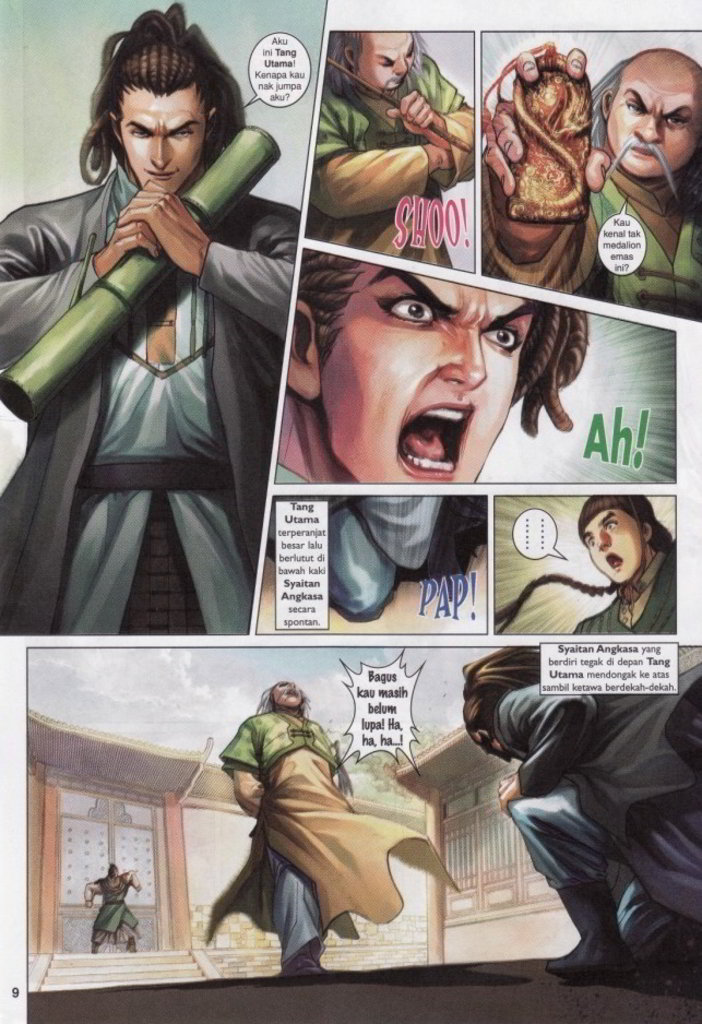 Aku
ini Tang
Utama!
Kenapa kau
nak jumpa
aku?
SHOO!
Kau
kenal tak
medalion
emas
ini?
Ah!
Tang
Utama
terperanjat
besar lalu
berlutut di
bawah kaki
Syaitan
Angkasa
secara
spontan.
PAP!
Syaitan Angkasa yang
berdiri tegak di depan Tang
Utama mendongak ke atas
sambil ketawa berdekah-dekah.
Bagus
kau masih
belum
lupa! Ha,
ha, ha...!
9